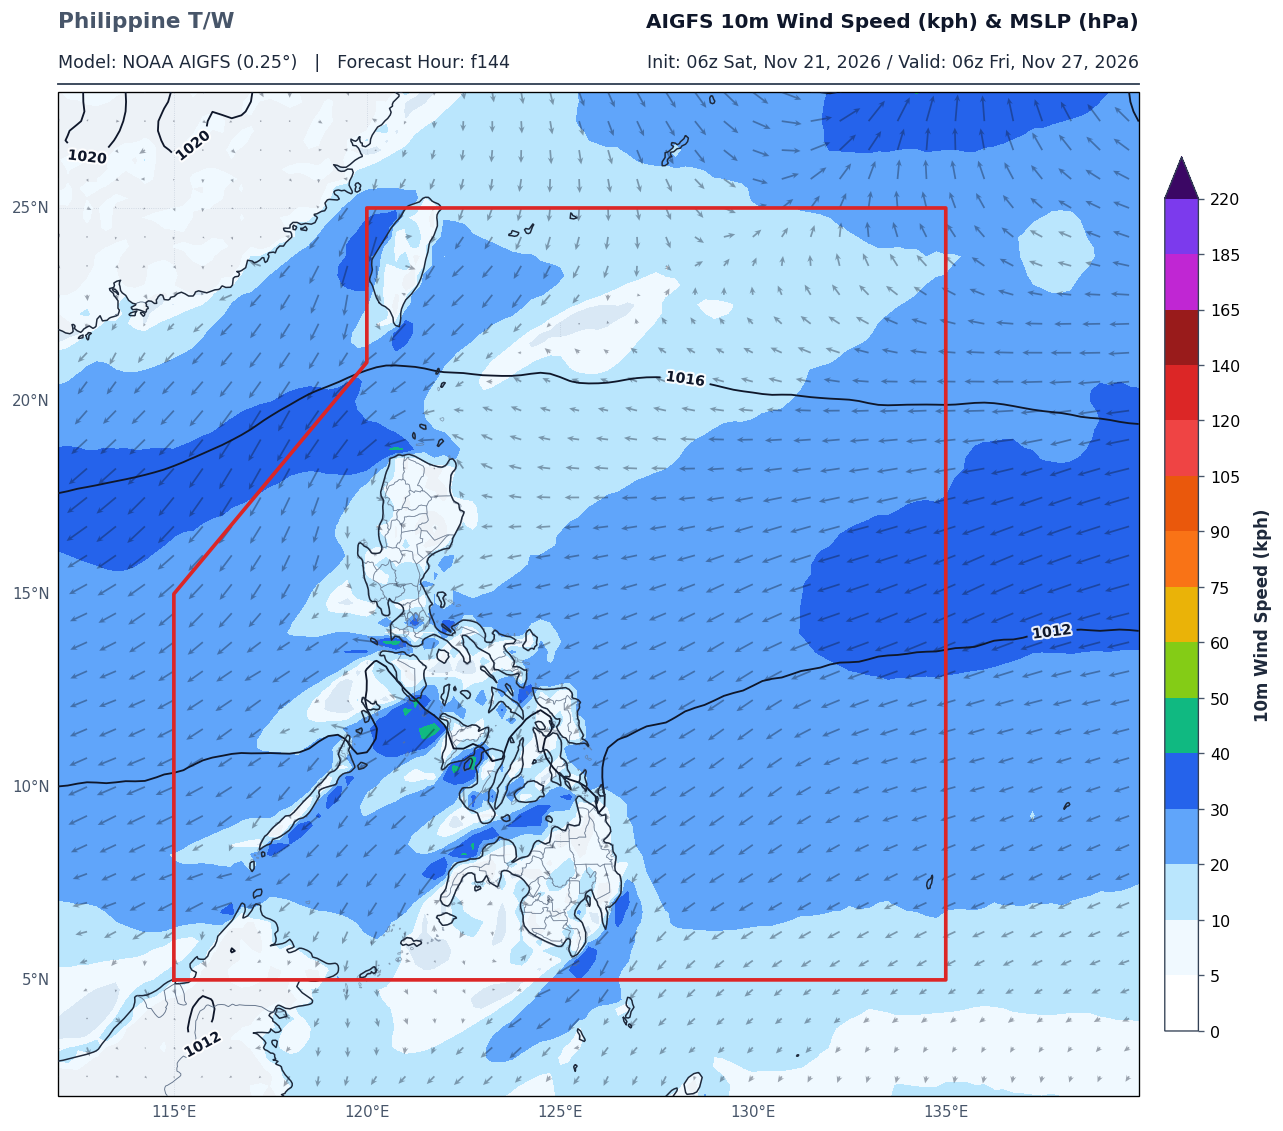 Philippine T/W
AIGFS 10m Wind Speed (kph) & MSLP (hPa)
Model: NOAA AIGFS (0.25°) | Forecast Hour: f144
Init: 06z Sat, Nov 21, 2026 / Valid: 06z Fri, Nov 27, 2026
1020
1020
1016
1012
1012
25°N
20°N
15°N
10°N
5°N
115°E
120°E
125°E
130°E
135°E
220
185
165
140
120
105
90
75
60
50
40
30
20
10
5
0
10m Wind Speed (kph)